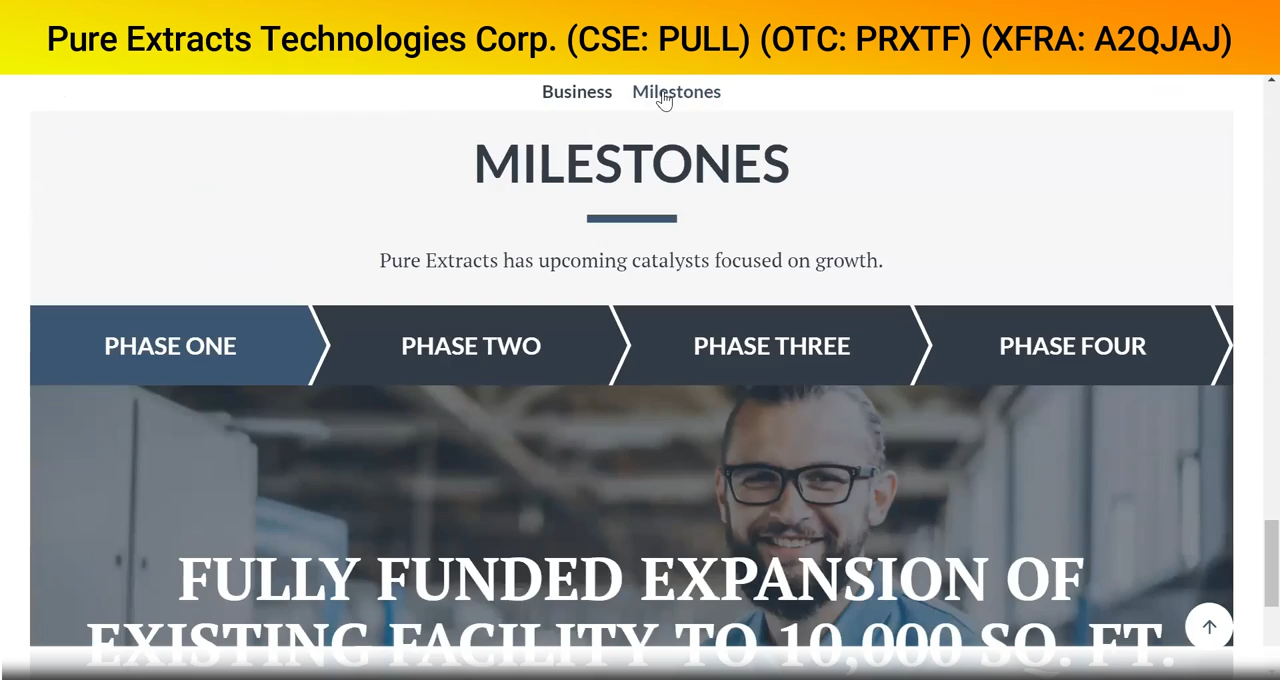 Pure Extracts Technologies Corp. (CSE: PULL) (OTC: PRXTF) (XFRA: A2QJAJ)
Business Milestones
MILESTONES
Pure Extracts has upcoming catalysts focused on growth.
PHASE ONE PHASE TWO PHASE THREE PHASE FOUR
FULLY FUNDED EXPANSION OF
EXISTING FACILITY TO 10,000 SQ. FT.